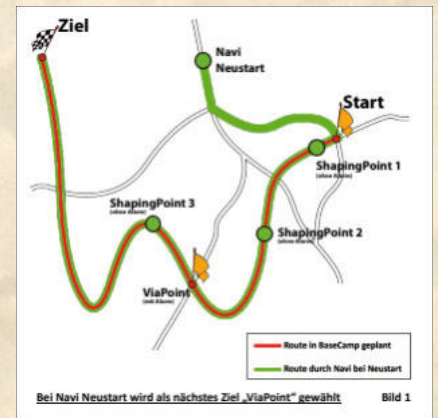 Ziel
Navi
Neustart
Start
ShapingPoint 1
(ohne Alarm)
ShapingPoint 3
(ohne Alarm)
ShapingPoint 2
(ohne Alarm)
ViaPoint
(mit Alarm)
Route in BaseCamp geplant
Route durch Navi bei Neustart
Bei Navi Neustart wird als nächstes Ziel „ViaPoint" gewählt
Bild 1